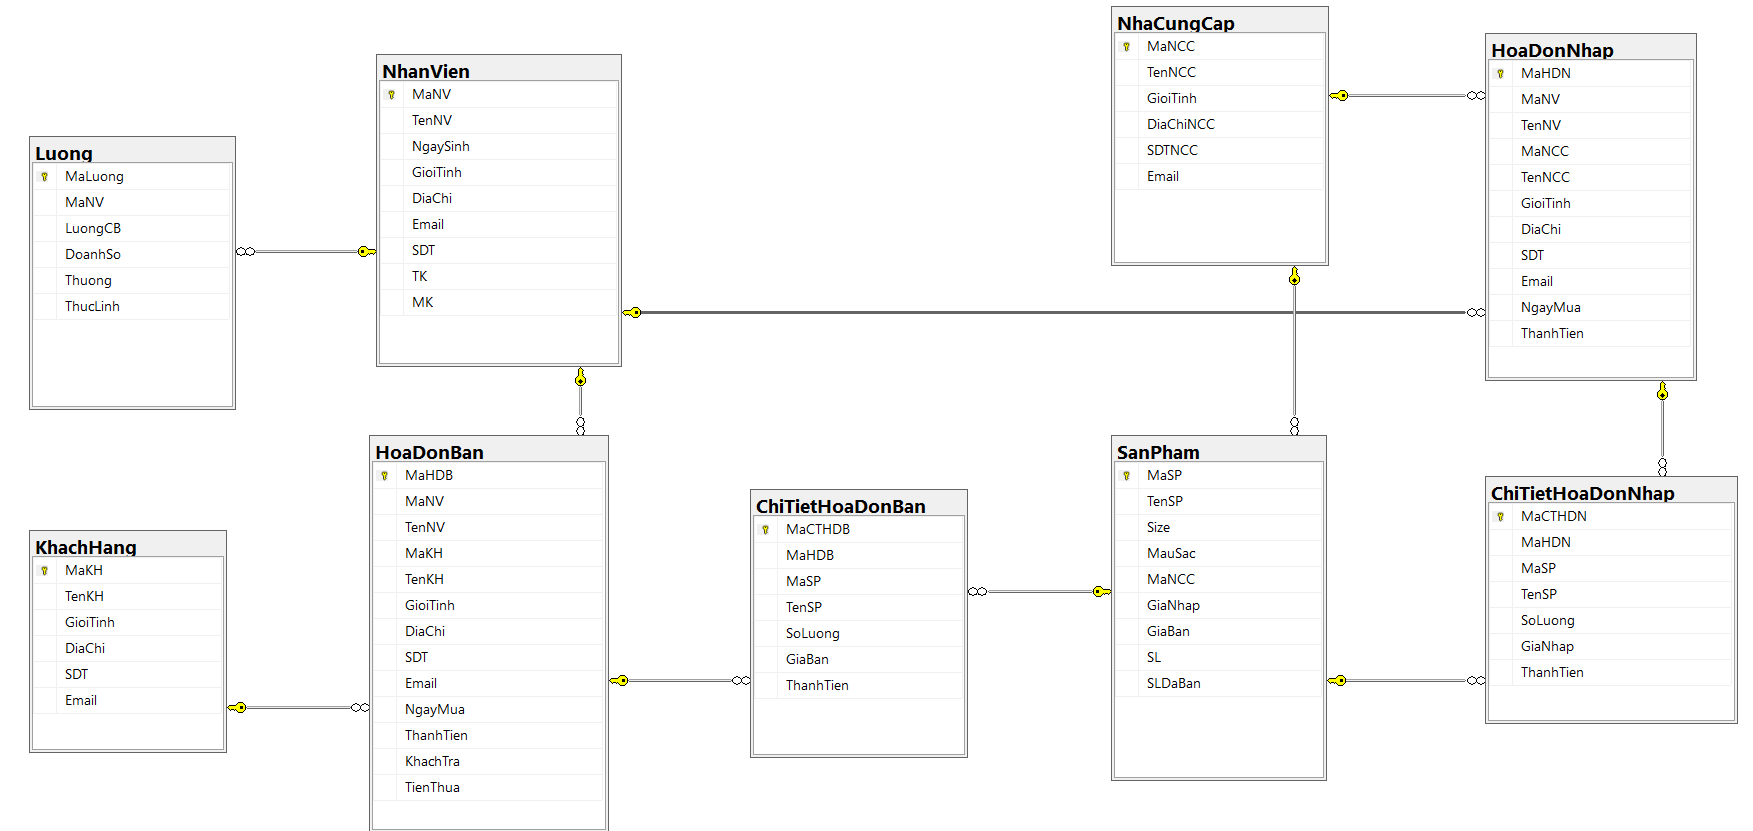 Luong
MaLuong
MaNV
LuongCB
DoanhSo
Thuong
ThucLinh
NhanVien
MaNV
TenNV
NgaySinh
GioiTinh
DiaChi
Email
SDT
TK
MK
NhaCungCap
MaNCC
TenNCC
GioiTinh
DiaChiNCC
SDTNCC
Email
HoaDonNhap
MaHDN
MaNV
TenNV
MaNCC
TenNCC
GioiTinh
DiaChi
SDT
Email
NgayMua
ThanhTien
KhachHang
MaKH
TenKH
GioiTinh
DiaChi
SDT
Email
HoaDonBan
MaHDB
MaNV
TenNV
MaKH
TenKH
GioiTinh
DiaChi
SDT
Email
NgayMua
ThanhTien
KhachTra
TienThua
ChiTietHoaDonBan
MaCTHDB
MaHDB
MaSP
TenSP
SoLuong
GiaBan
ThanhTien
SanPham
MaSP
TenSP
Size
MauSac
MaNCC
GiaNhap
GiaBan
SL
SLDaBan
ChiTietHoaDonNhap
MaCTHDN
MaHDN
MaSP
TenSP
SoLuong
GiaNhap
ThanhTien